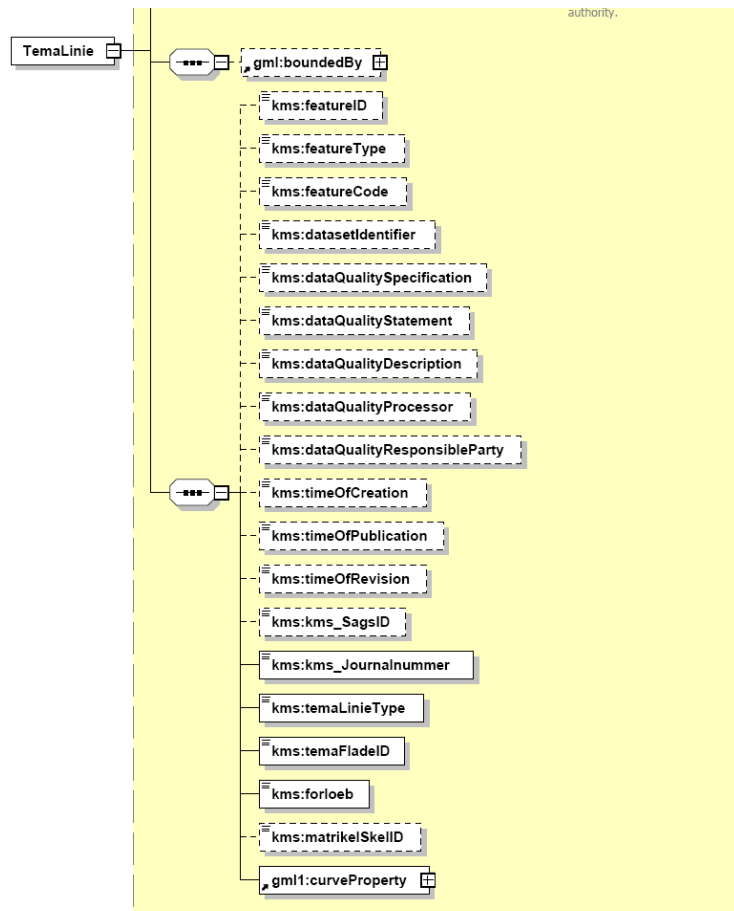 authority.
TemaLinie
gml:boundedBy
kms:featureID
kms:featureType
kms:featureCode
kms:datasetIdentifier
kms:dataQualitySpecification
kms:dataQualityStatement
kms:dataQualityDescription
kms:dataQualityProcessor
kms:dataQualityResponsibleParty
kms:timeOfCreation
kms:timeOfPublication
kms:timeOfRevision
kms:kms_SagsID
kms:kms_Journalnummer
kms:temaLinieType
kms:temaFladeID
kms:forloeb
kms:matrikelSkelID
gml1:curveProperty